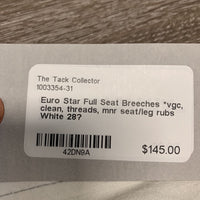 The Tack Collector
1003354-31
Euro Star Full Seat Breeches *vgc,
clean, threads, mnr seat/leg rubs
White 28?
42DN9A
$145.00